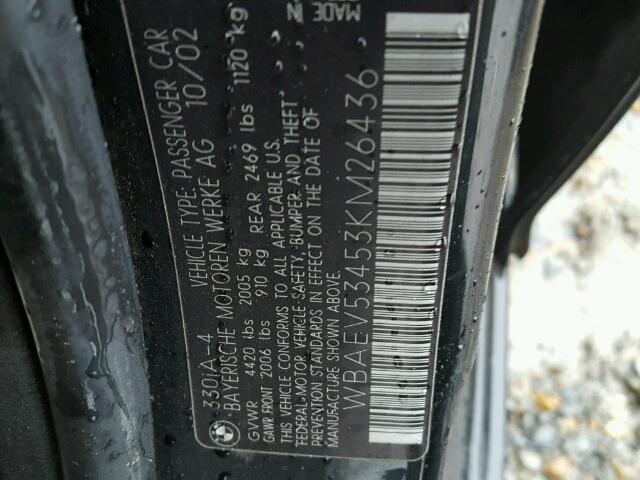 330iA-4
VEHICLE TYPE: PASSENGER CAR
BAYERISCHE MOTOREN WERKE AG 10/02
GVWR 4420 lbs 2005 kg
GAWR FRONT 2006 lbs 910 kg REAR 2469 lbs 1120 kg
THIS VEHICLE CONFORMS TO ALL APPLICABLE U.S.
FEDERAL-MOTOR VEHICLE-SAFETY,-BUMPER AND THEFT
PREVENTION STANDARDS IN EFFECT ON THE DATE OF
MANUFACTURE SHOWN ABOVE.
WBAEV53453KM26436
MADE IN